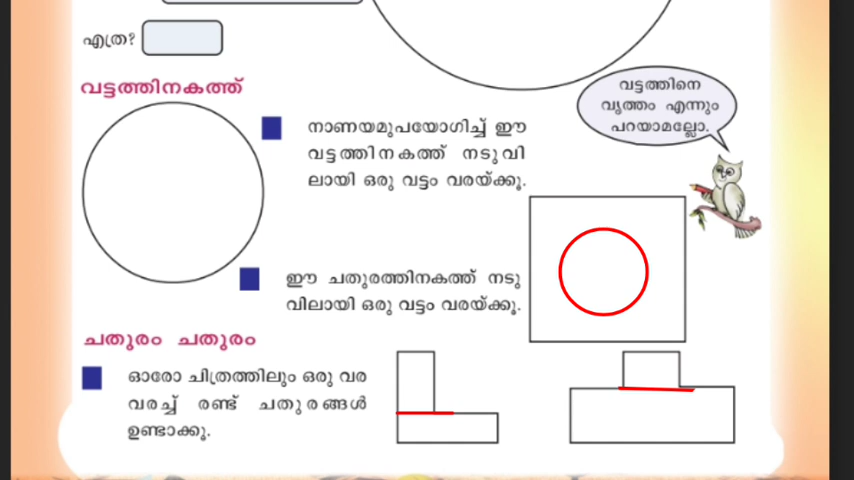 എത്ര?
വട്ടത്തിനകത്ത്
നാണയമുപയോഗിച്ച് ഈ
വട്ടത്തിനകത്ത് നടുവി
ലായി ഒരു വട്ടം വരയ്ക്കൂ.
വട്ടത്തിനെ
വൃത്തം എന്നും
പറയാമല്ലോ.
ഈ ചതുരത്തിനകത്ത് നടു
വിലായി ഒരു വട്ടം വരയ്ക്കൂ.
ചതുരം ചതുരം
ഓരോ ചിത്രത്തിലും ഒരു വര
വരച്ച് രണ്ട് ചതുരങ്ങൾ
ഉണ്ടാക്കൂ.